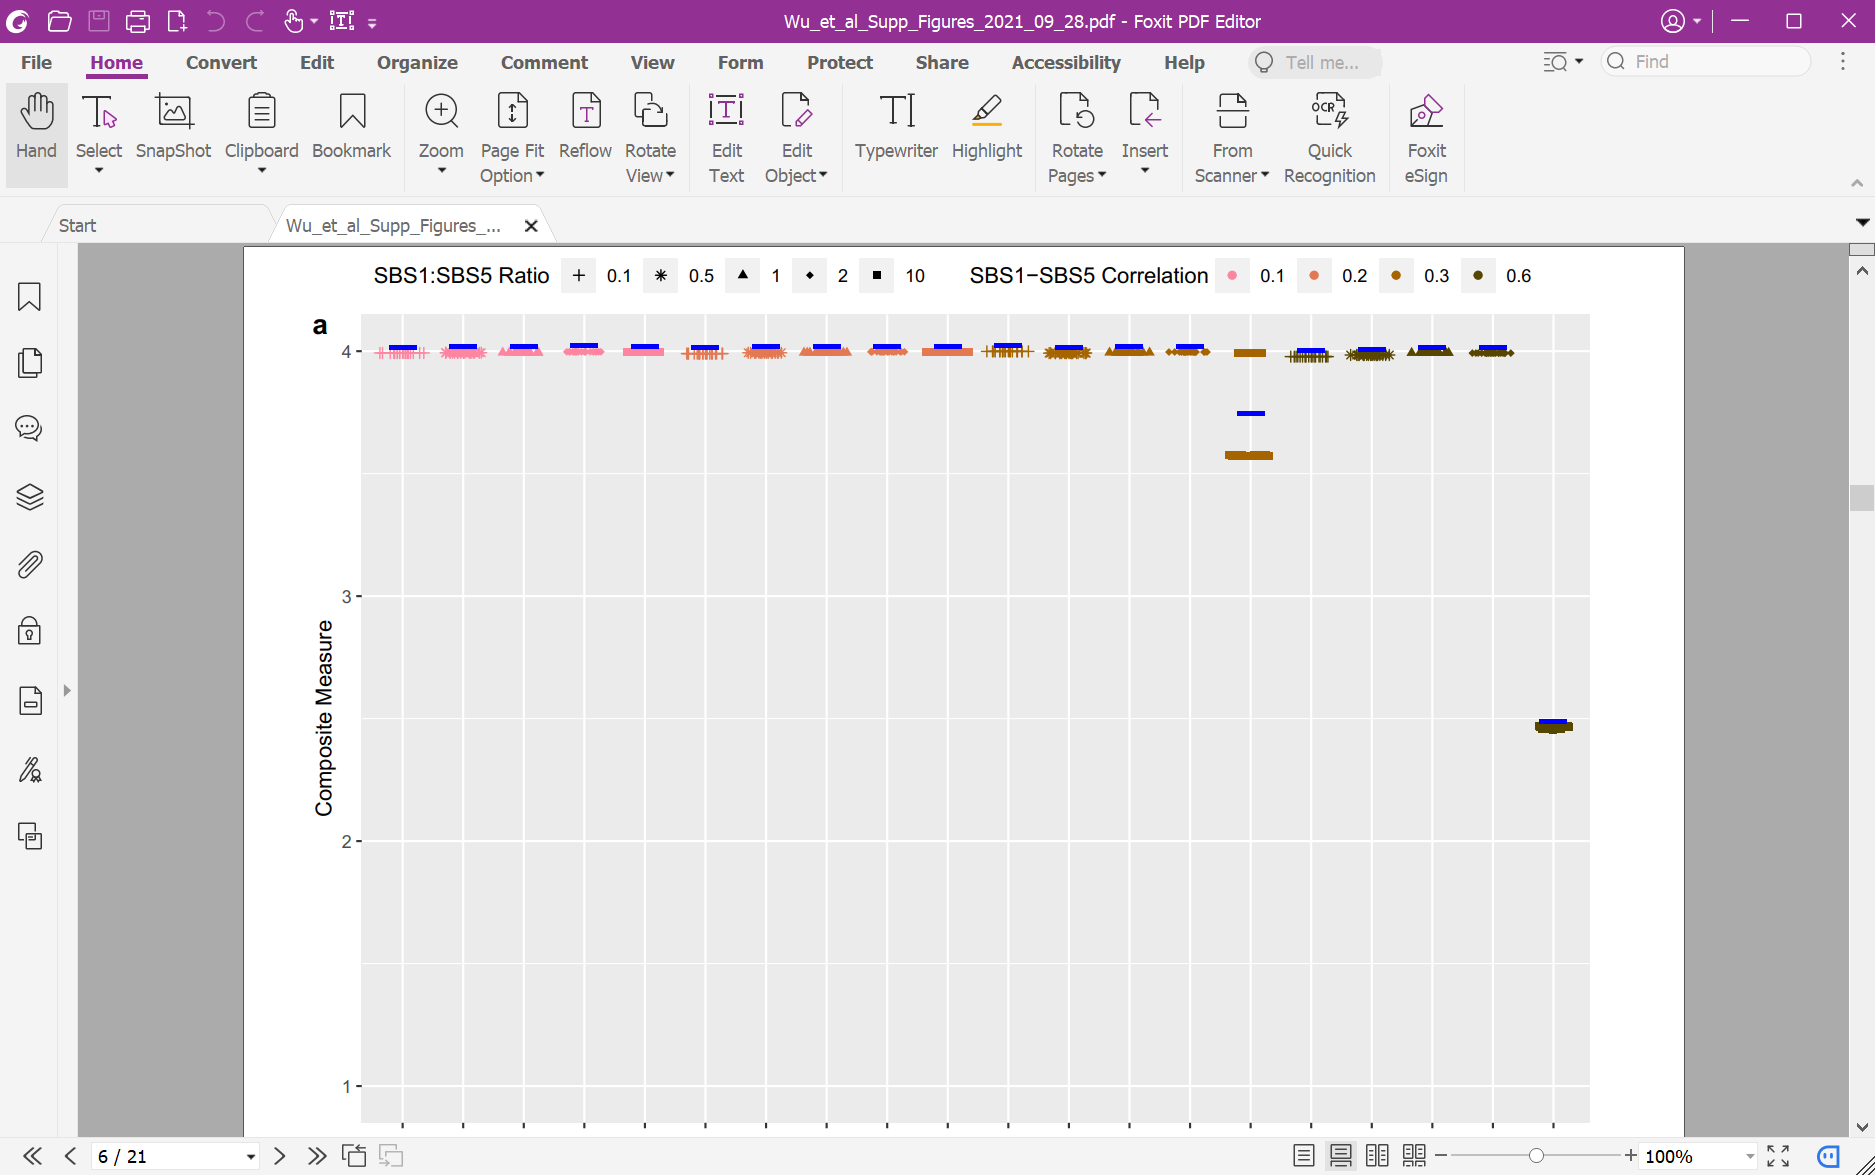 Wu_et_al_Supp_Figures_2021_09_28.pdf - Foxit PDF Editor
File Home Convert Edit Organize Comment View Form Protect Share Accessibility Help Tell me... Find
Hand Select SnapShot Clipboard Bookmark Zoom Page Fit Option Reflow Rotate View Edit Text Edit Object Typewriter Highlight Rotate Pages Insert From Scanner OCR Quick Recognition Foxit eSign
Start Wu_et_al_Supp_Figures_...
SBS1:SBS5 Ratio 0.1 0.5 1 2 10 SBS1−SBS5 Correlation 0.1 0.2 0.3 0.6
a
4
3
Composite Measure
2
1
6 / 21 100%